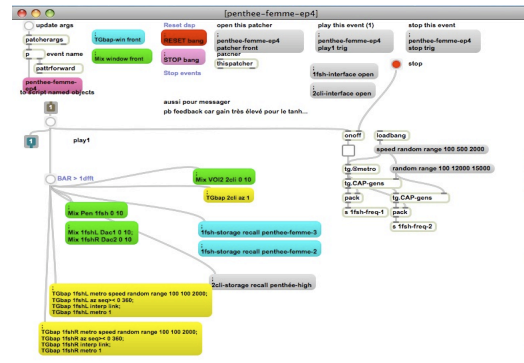 [penthee-femme-ep4]
update args
patcherargs
p
event name
pattrforward
penthee-femme-
ep4
to script named objects
;
TGbap-win front
;
Mix window front
Reset dsp
;
RESET bang
;
STOP bang
Stop events
open this patcher
;
penthee-femme-ep4
patcher front
patcher
thispatcher
play this event (1)
;
penthee-femme-ep4
play1 trig
;
1fsh-interface open
;
2cli-interface open
stop this event
;
penthee-femme-ep4
stop trig
stop
1
aussi pour messager
pb feedback car gain très élevé pour le tanh...
1
play1
onoff
loadbang
speed random range 100 500 2000
tg.@metro
random range 100 12000 15000
tg.CAP-gens
pack
tg.CAP-gens
s 1fsh-freq-1
pack
s 1fsh-freq-2
BAR > 1dfft
;
Mix VOI2 2cli 0 10
;
TGbap 2cli az 1
;
Mix Pen 1fsh 0 10
;
Mix 1fshL Dac1 0 10;
Mix 1fshR Dac2 0 10
;
1fsh-storage recall penthee-femme-3
;
1fsh-storage recall penthee-femme-2
;
2cli-storage recall penthée-high
;
TGbap 1fshL metro speed random range 100 100 2000;
TGbap 1fshL az seq>< 0 360;
TGbap 1fshL interp link;
TGbap 1fshL metro 1
;
TGbap 1fshR metro speed random range 100 100 2000;
TGbap 1fshR az seq>< 0 360;
TGbap 1fshR interp link;
TGbap 1fshR metro 1